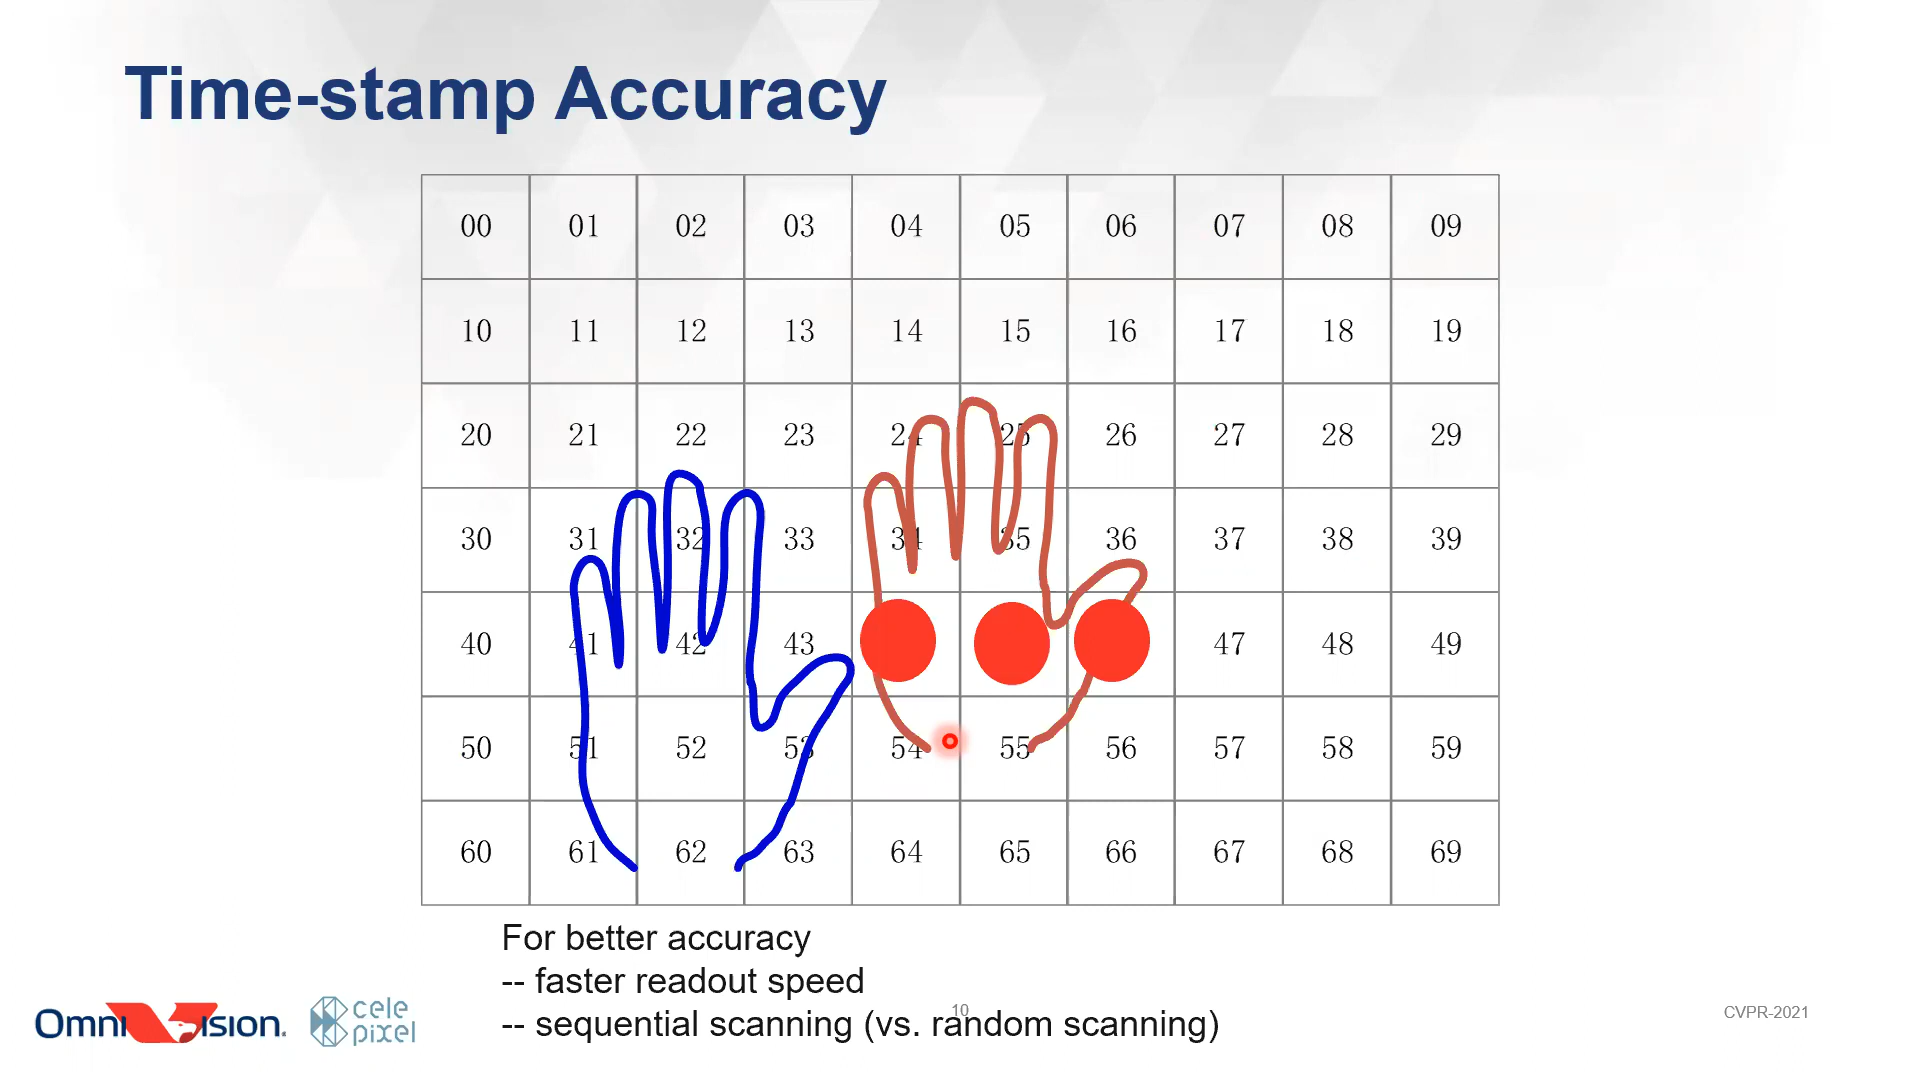 Time-stamp Accuracy
00 01 02 03 04 05 06 07 08 09
10 11 12 13 14 15 16 17 18 19
20 21 22 23 24 25 26 27 28 29
30 31 32 33 34 35 36 37 38 39
40 41 42 43 47 48 49
50 51 52 53 54 55 56 57 58 59
60 61 62 63 64 65 66 67 68 69
For better accuracy
-- faster readout speed
-- sequential scanning (vs. random scanning)
OmniVision
cele
pixel
10
CVPR-2021